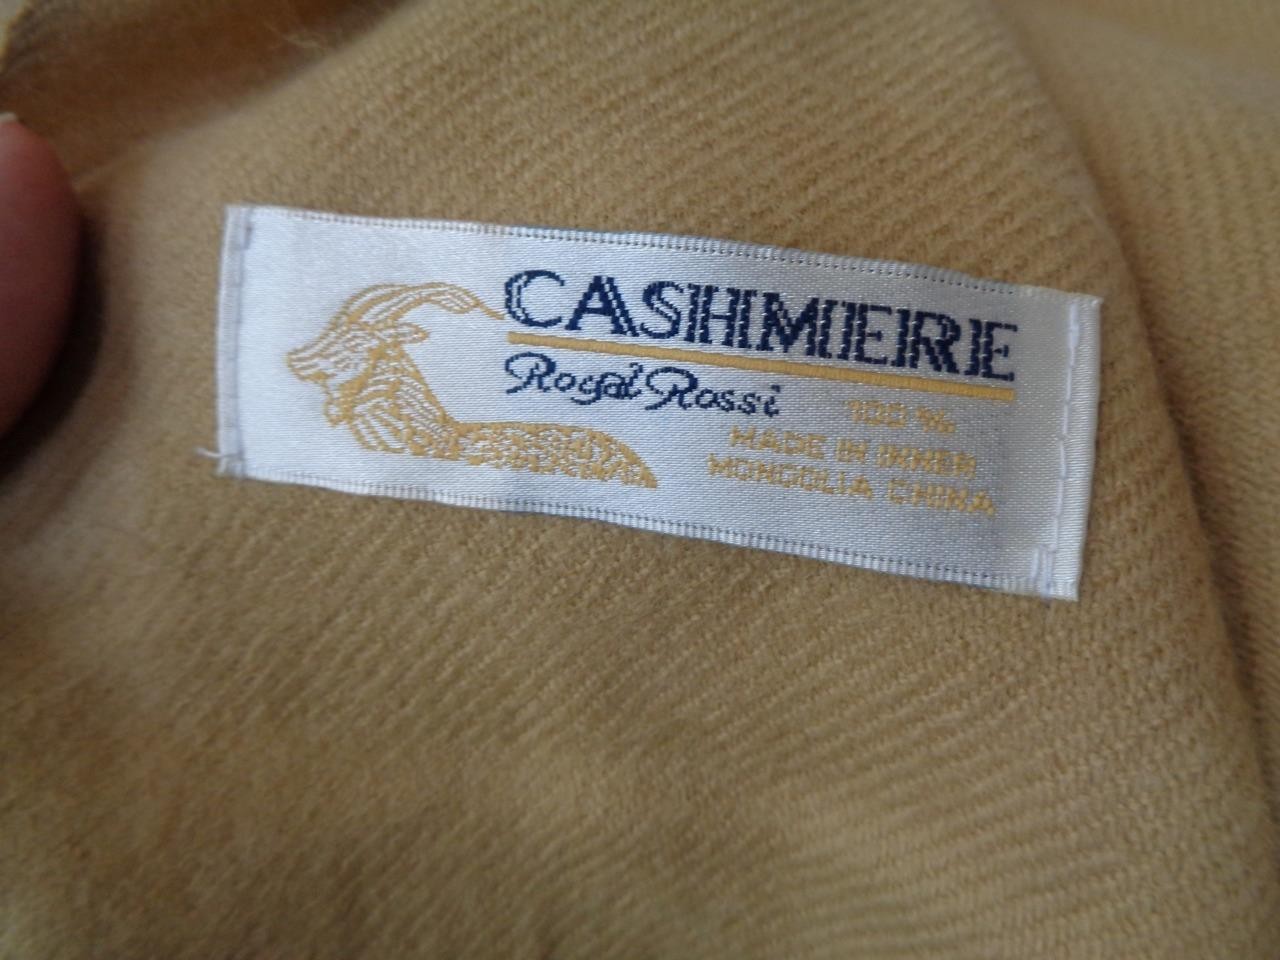 CASHMERE
Royal Rossi
100 %
MADE IN INNER
MONGOLIA CHINA